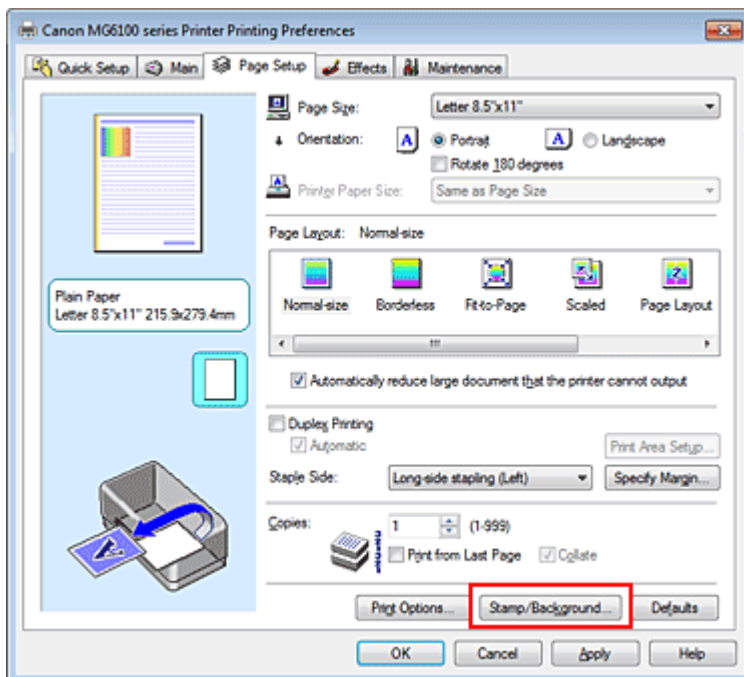 Canon MG6100 series Printer Printing Preferences
Quick Setup Main Page Setup Effects Maintenance
Page Size: Letter 8.5"x11"
Orientation: A Portrait A Landscape
Rotate 180 degrees
Printer Paper Size: Same as Page Size
Page Layout: Normal-size
Normal-size Borderless Fit-to-Page Scaled Page Layout
Plain Paper
Letter 8.5"x11" 215.9x279.4mm
Automatically reduce large document that the printer cannot output
Duplex Printing
Automatic Print Area Setup...
Staple Side: Long-side stapling (Left) Specify Margin...
Copies: 1 (1-999)
Print from Last Page Collate
Print Options... Stamp/Background... Defaults
OK Cancel Apply Help